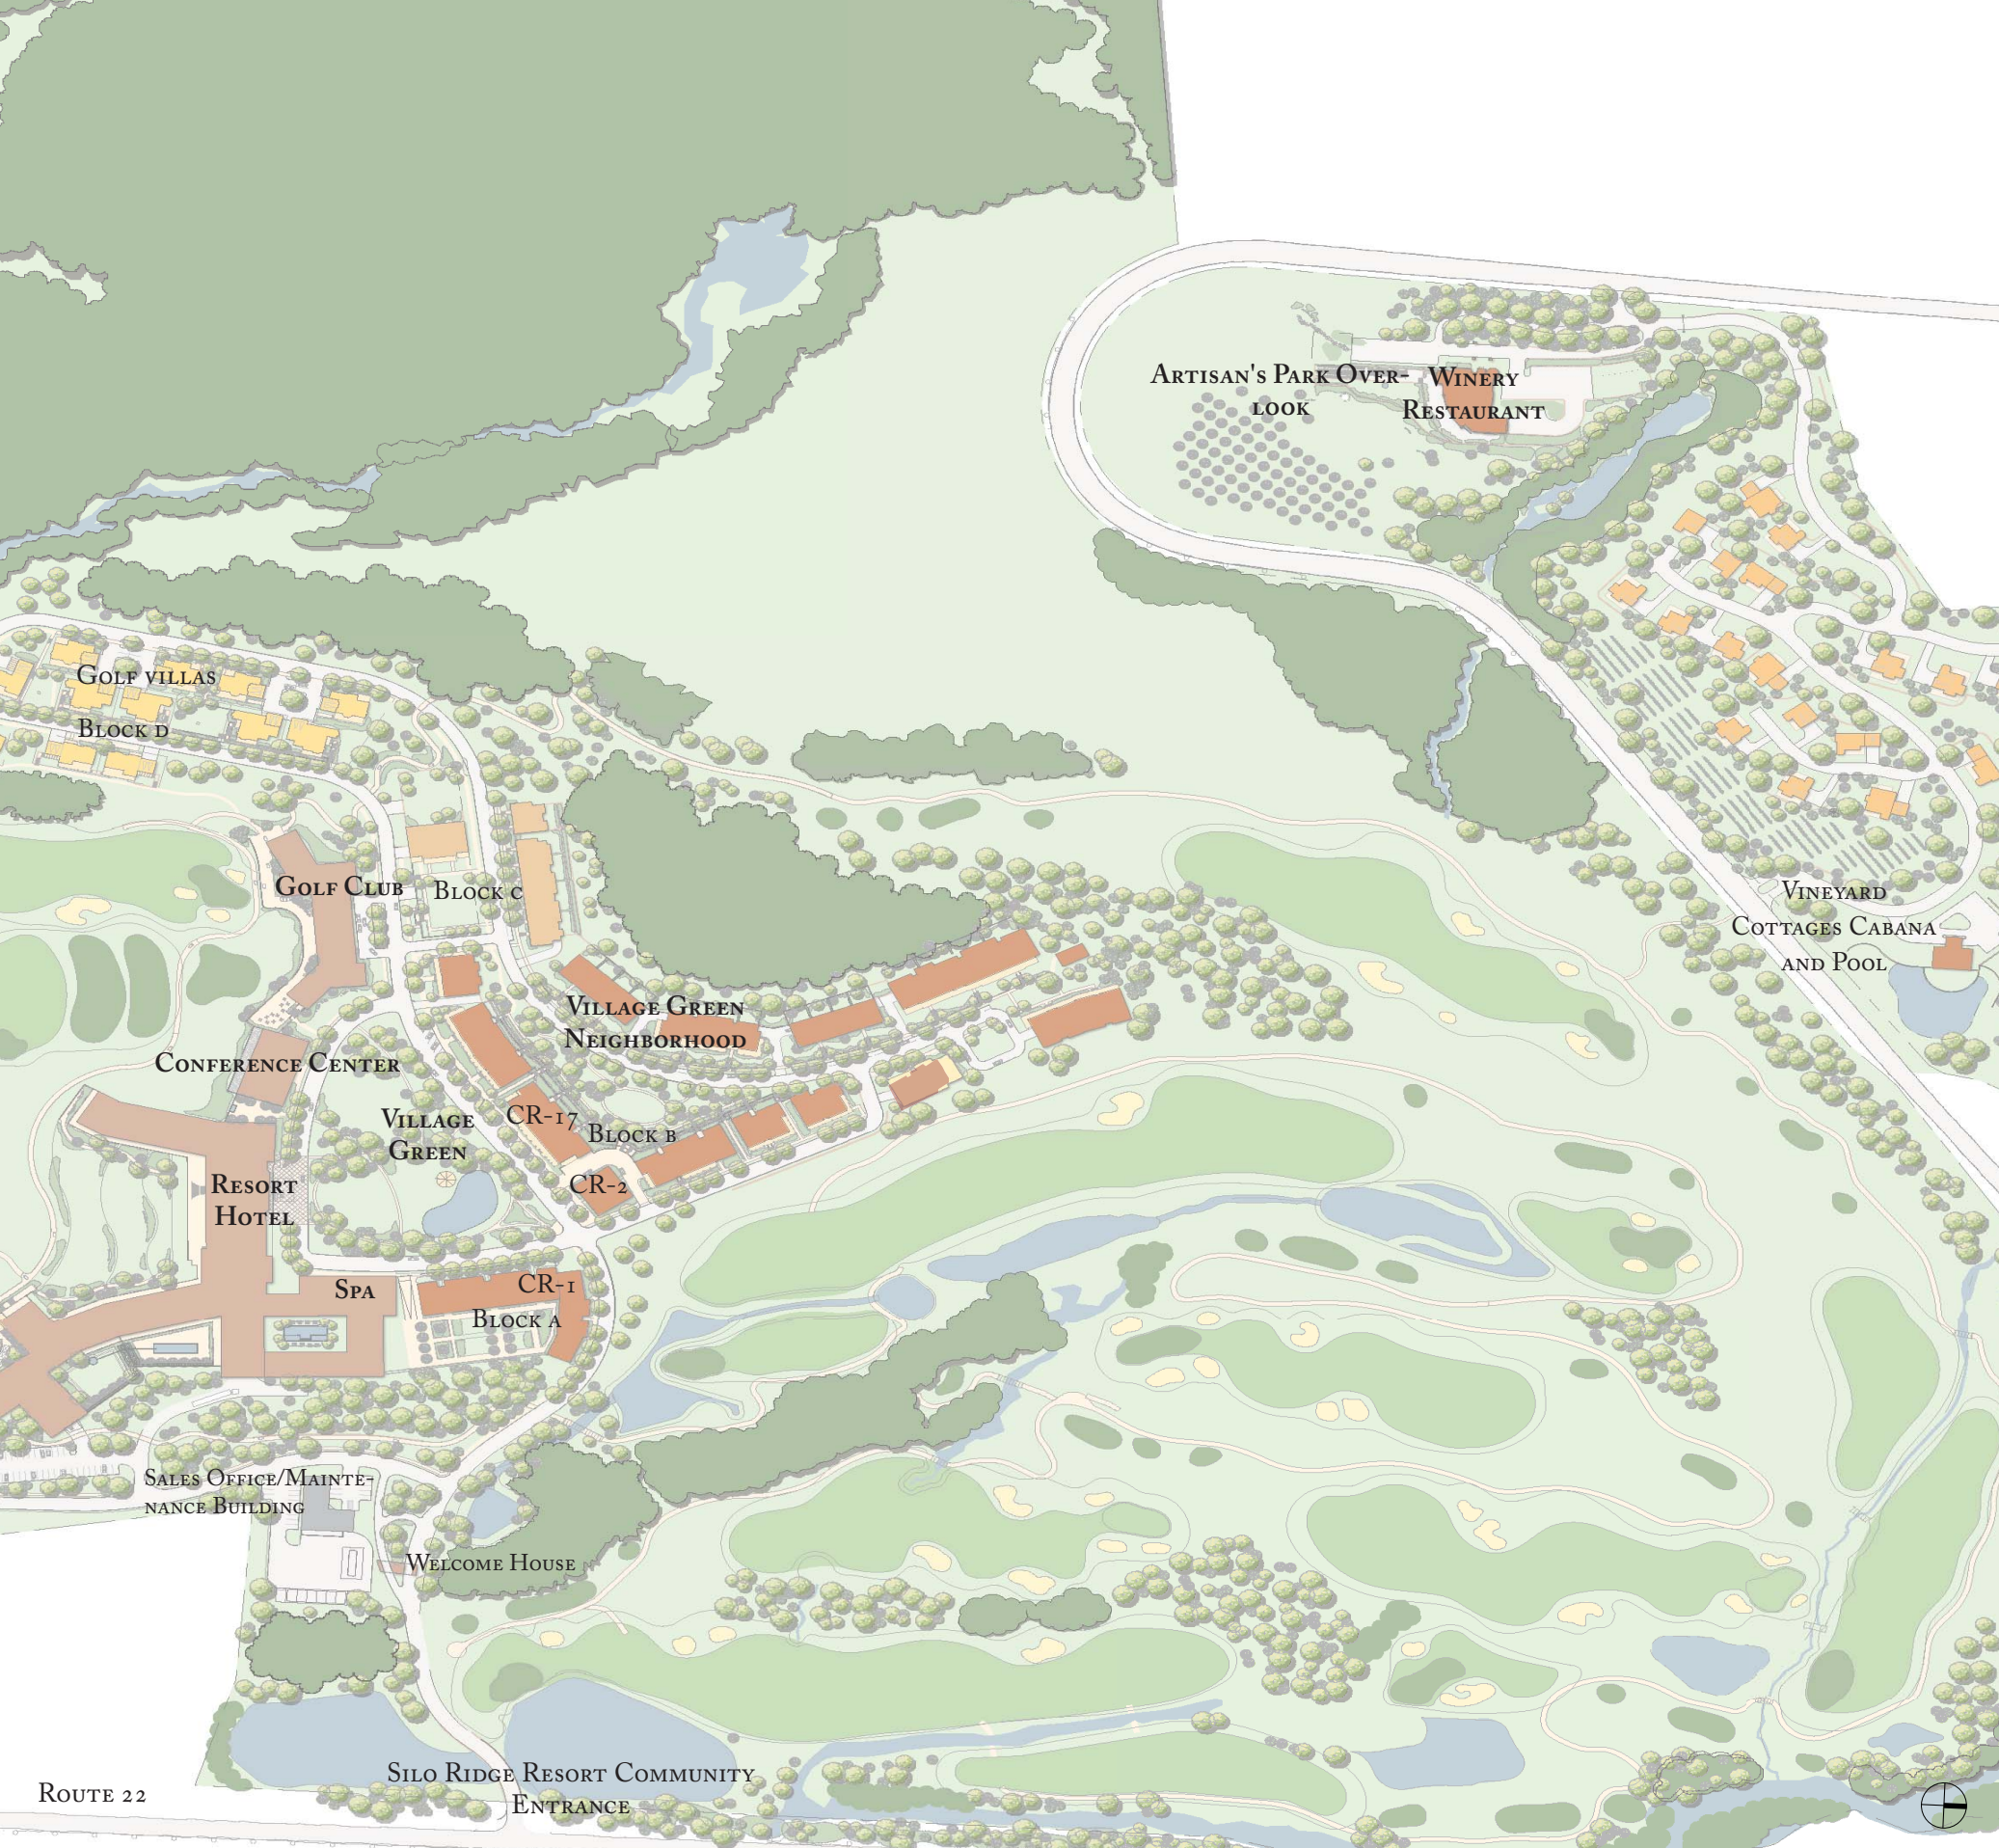 Artisan's Park Over-
look
Winery
Restaurant
Golf villas
Block d
Golf Club
Block c
Vineyard
Cottages Cabana
and Pool
Village Green
Neighborhood
Conference Center
Village
Green
CR-17
Block b
CR-2
Resort
Hotel
Spa
CR-1
Block a
Sales Office/Mainte-
nance Building
Welcome House
Silo Ridge Resort Community
Entrance
Route 22